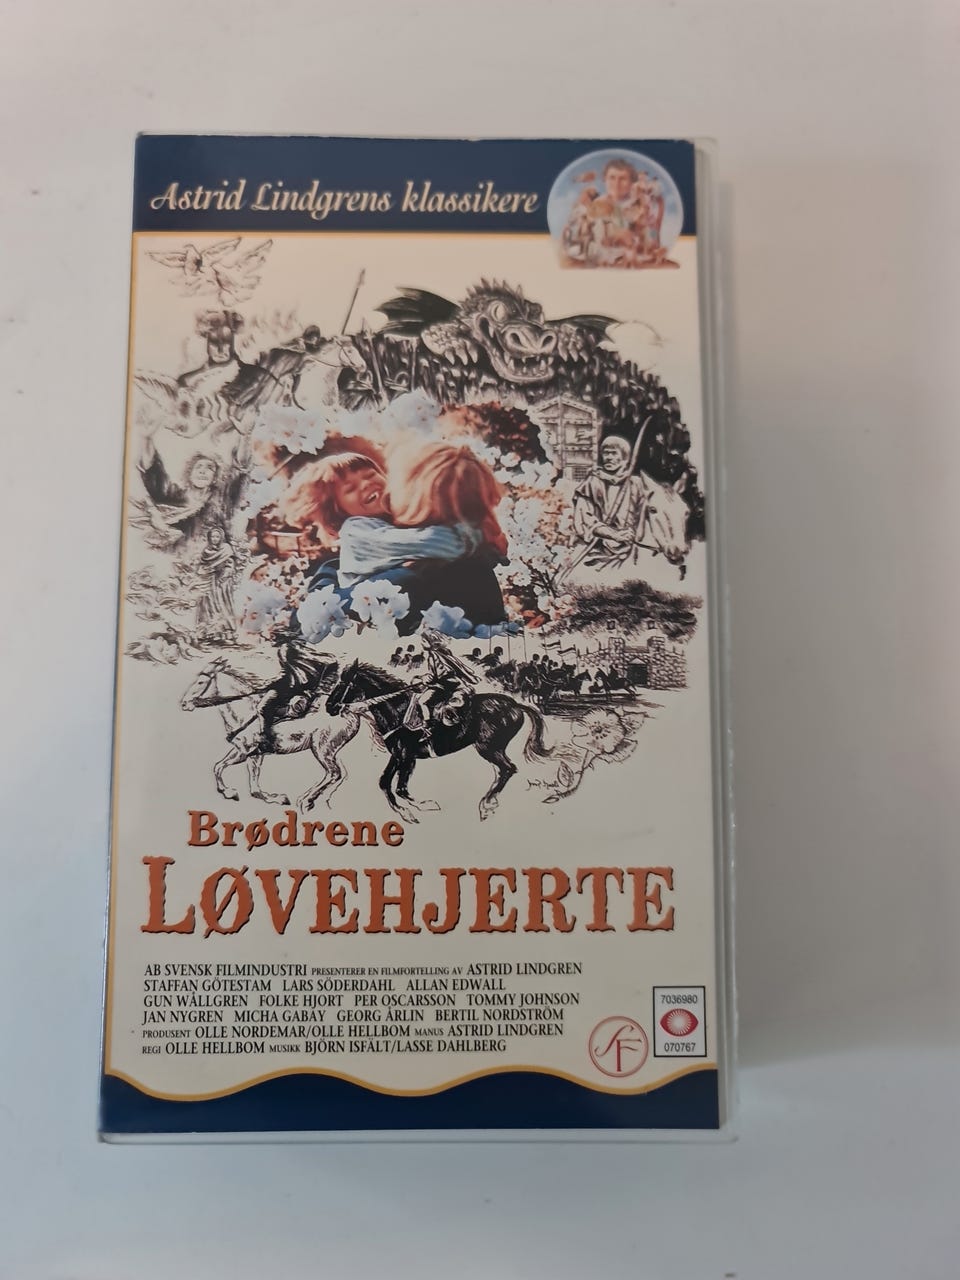 Astrid Lindgrens klassikere
Brødrene
LØVEHJERTE
AB SVENSK FILMINDUSTRI PRESENTERER EN FILMFORTELLING AV ASTRID LINDGREN
STAFFAN GÖTESTAM LARS SÖDERDAHL ALLAN EDWALL
GUN WÅLLGREN FOLKE HJORT PER OSCARSSON TOMMY JOHNSON
JAN NYGREN MICHA GABAY GEORG ÅRLIN BERTIL NORDSTRÖM
PRODUSENT OLLE NORDEMAR/OLLE HELLBOM MANUS ASTRID LINDGREN
REGI OLLE HELLBOM MUSIKK BJÖRN ISFÄLT/LASSE DAHLBERG
SF
7036980
070767